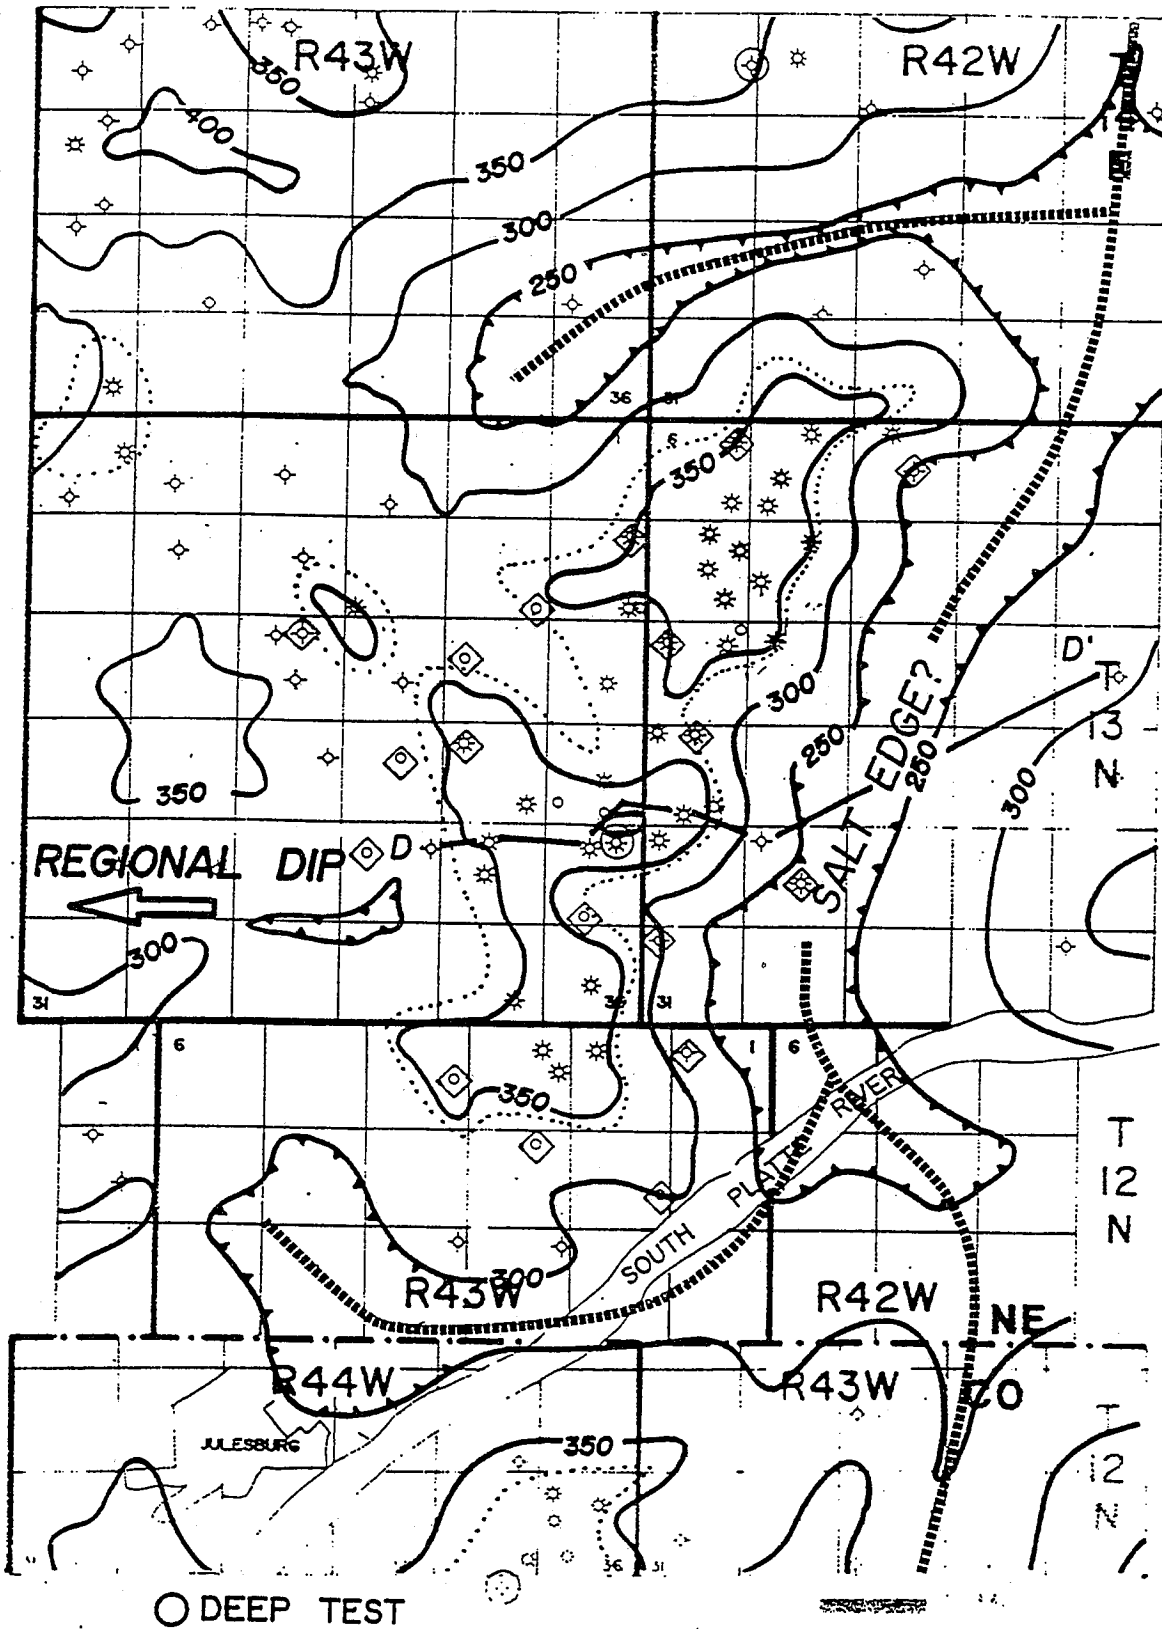 R43W
R42W
350
400
350
300
250
36
31
6
350
300
250
D'
T
13
N
SALT EDGE?
250
300
350
REGIONAL DIP
D
300
31
36
31
6
1
6
350
RIVER
PLATTE
SOUTH
T
12
N
300
R43W
R42W
NE
R44W
R43W
CO
JULESBURG
350
T
12
N
36
31
DEEP TEST